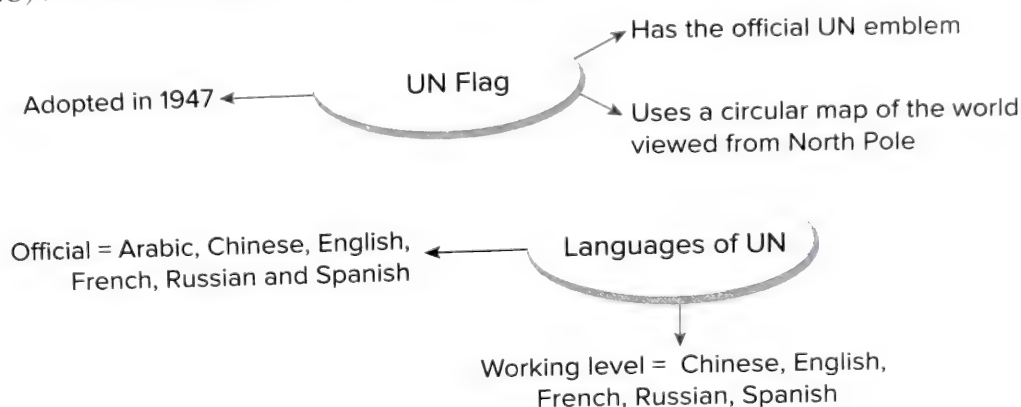 Has the official UN emblem
UN Flag
Adopted in 1947
Uses a circular map of the world
viewed from North Pole
Official = Arabic, Chinese, English,
French, Russian and Spanish
Languages of UN
Working level = Chinese, English,
French, Russian, Spanish